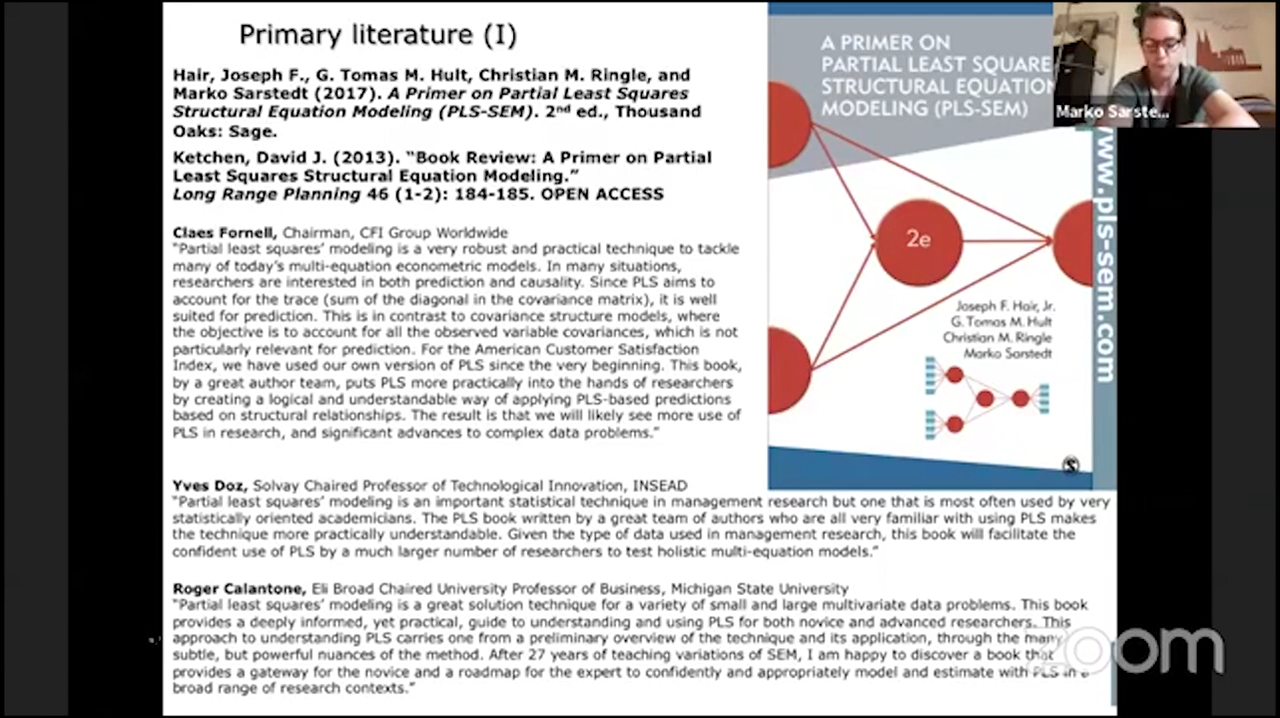 Primary literature (I)
Hair, Joseph F., G. Tomas M. Hult, Christian M. Ringle, and
Marko Sarstedt (2017). A Primer on Partial Least Squares
Structural Equation Modeling (PLS-SEM). 2nd ed., Thousand
Oaks: Sage.
Ketchen, David J. (2013). “Book Review: A Primer on Partial
Least Squares Structural Equation Modeling.”
Long Range Planning 46 (1-2): 184-185. OPEN ACCESS
Claes Fornell, Chairman, CFI Group Worldwide
“Partial least squares’ modeling is a very robust and practical technique to tackle
many of today’s multi-equation econometric models. In many situations,
researchers are interested in both prediction and causality. Since PLS aims to
account for the trace (sum of the diagonal in the covariance matrix), it is well
suited for prediction. This is in contrast to covariance structure models, where
the objective is to account for all the observed variable covariances, which is not
particularly relevant for prediction. For the American Customer Satisfaction
Index, we have used our own version of PLS since the very beginning. This book,
by a great author team, puts PLS more practically into the hands of researchers
by creating a logical and understandable way of applying PLS-based predictions
based on structural relationships. The result is that we will likely see more use of
PLS in research, and significant advances to complex data problems.”
A PRIMER ON
PARTIAL LEAST SQUARE
STRUCTURAL EQUATION
MODELING (PLS-SEM)
2e
Joseph F. Hair, Jr.
G. Tomas M. Hult
Christian M. Ringle
Marko Sarstedt
www.pls-sem.com
Marko Sarste...
Yves Doz, Solvay Chaired Professor of Technological Innovation, INSEAD
“Partial least squares’ modeling is an important statistical technique in management research but one that is most often used by very
statistically oriented academicians. The PLS book written by a great team of authors who are all very familiar with using PLS makes
the technique more practically understandable. Given the type of data used in management research, this book will facilitate the
confident use of PLS by a much larger number of researchers to test holistic multi-equation models.”
Roger Calantone, Eli Broad Chaired University Professor of Business, Michigan State University
“Partial least squares’ modeling is a great solution technique for a variety of small and large multivariate data problems. This book
provides a deeply informed, yet practical, guide to understanding and using PLS for both novice and advanced researchers. This
approach to understanding PLS carries one from a preliminary overview of the technique and its application, through the many
subtle, but powerful nuances of the method. After 27 years of teaching variations of SEM, I am happy to discover a book that
provides a gateway for the novice and a roadmap for the expert to confidently and appropriately model and estimate with PLS in a
broad range of research contexts.”
zoom